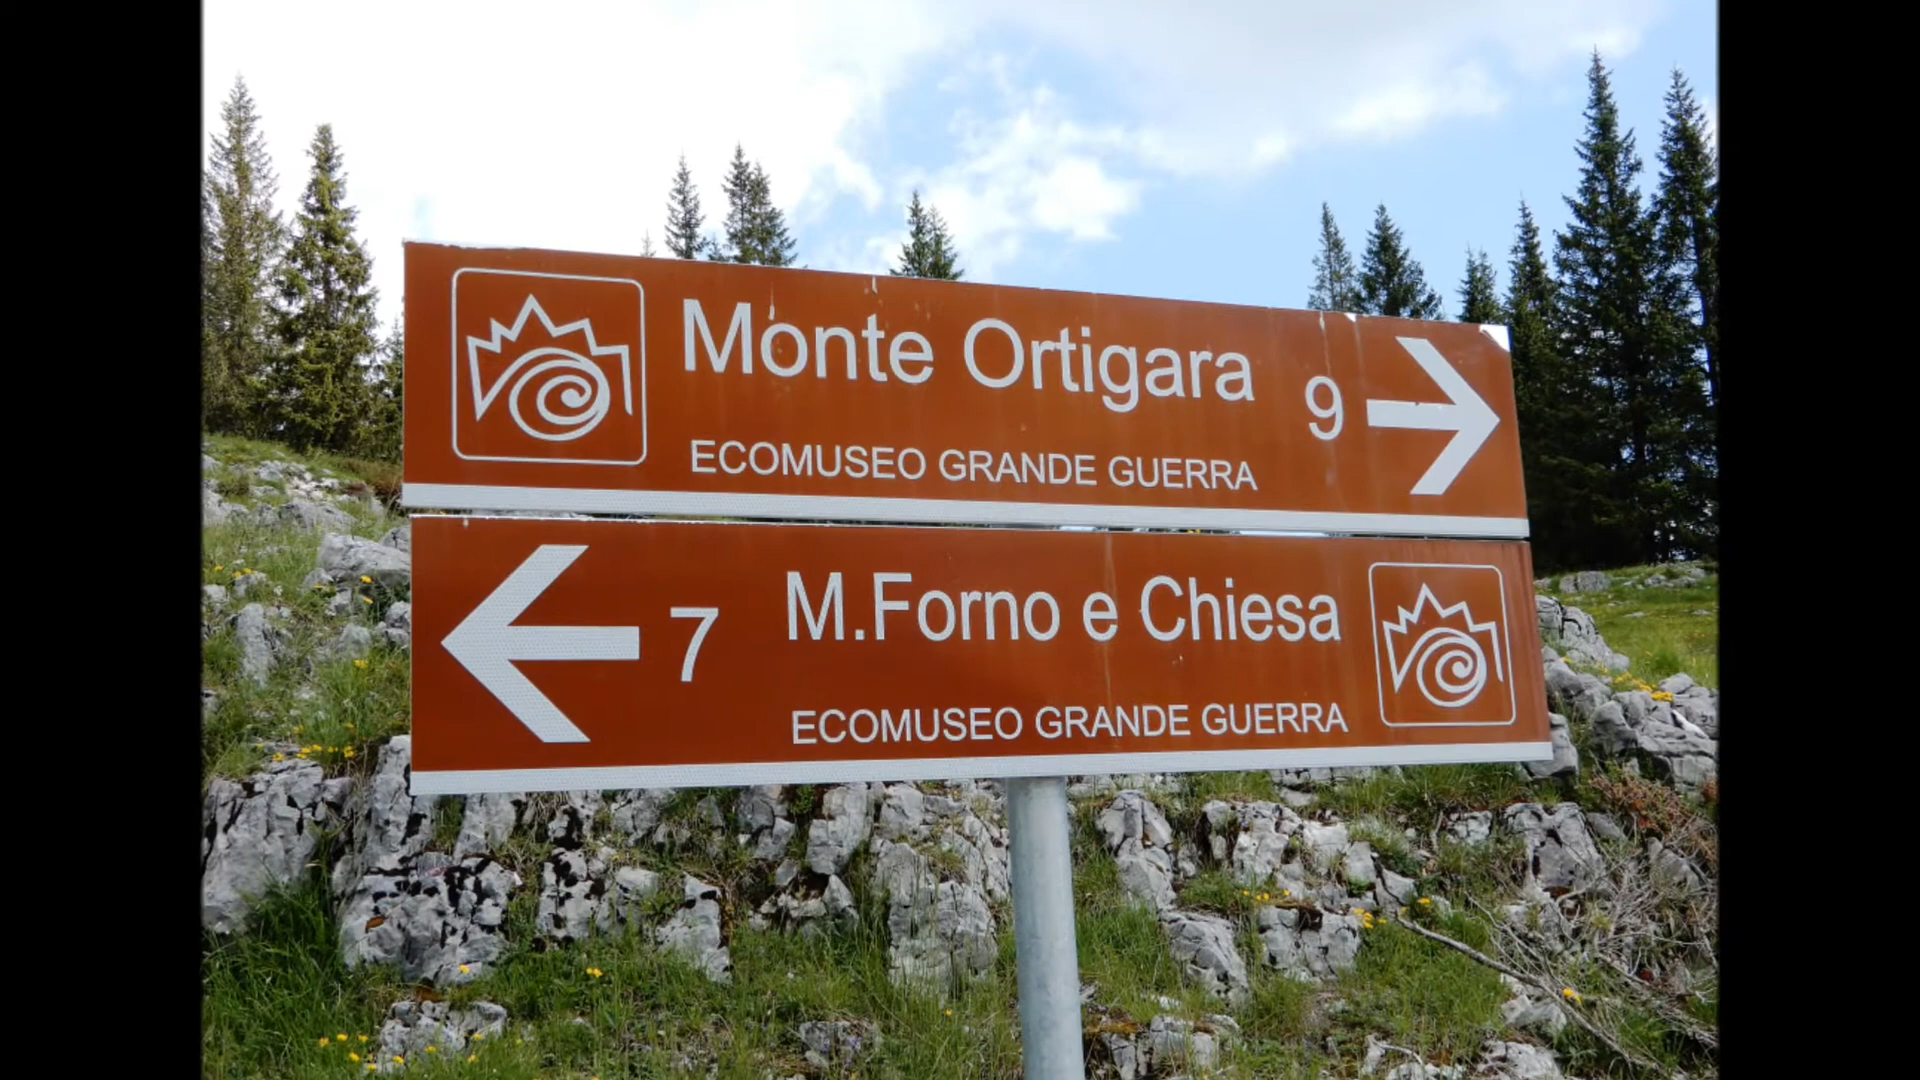 Monte Ortigara 9
ECOMUSEO GRANDE GUERRA
7 M.Forno e Chiesa
ECOMUSEO GRANDE GUERRA